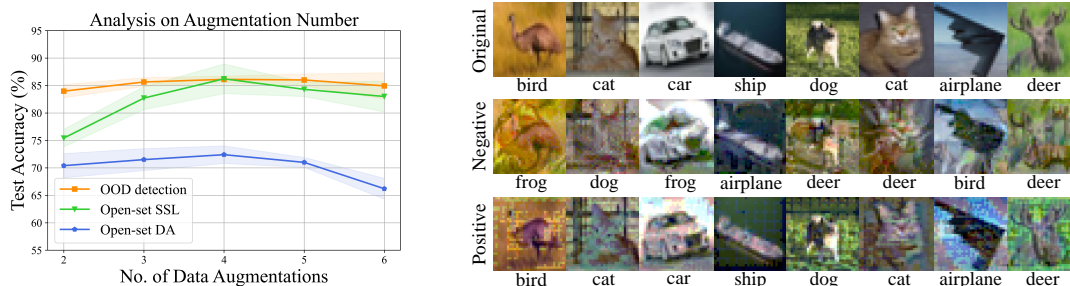 Analysis on Augmentation Number
95
90
85
80
75
70
65
60
55
Test Accuracy (%)
OOD detection
Open-set SSL
Open-set DA
2
3
4
5
6
No. of Data Augmentations
Original
bird cat car ship dog cat airplane deer
Negative
frog dog frog airplane deer deer bird deer
Positive
bird cat car ship dog cat airplane deer